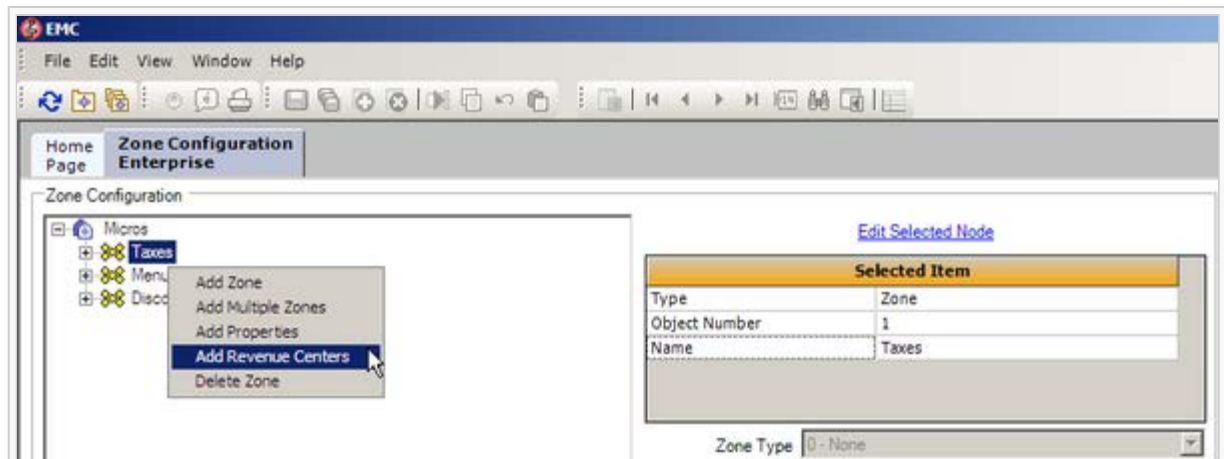 EMC
File Edit View Window Help
Home Page
Zone Configuration Enterprise
Zone Configuration
Micros
Taxes
Menu
Disco
Add Zone
Add Multiple Zones
Add Properties
Add Revenue Centers
Delete Zone
Edit Selected Node
Selected Item
Type Zone
Object Number 1
Name Taxes
Zone Type 0 - None